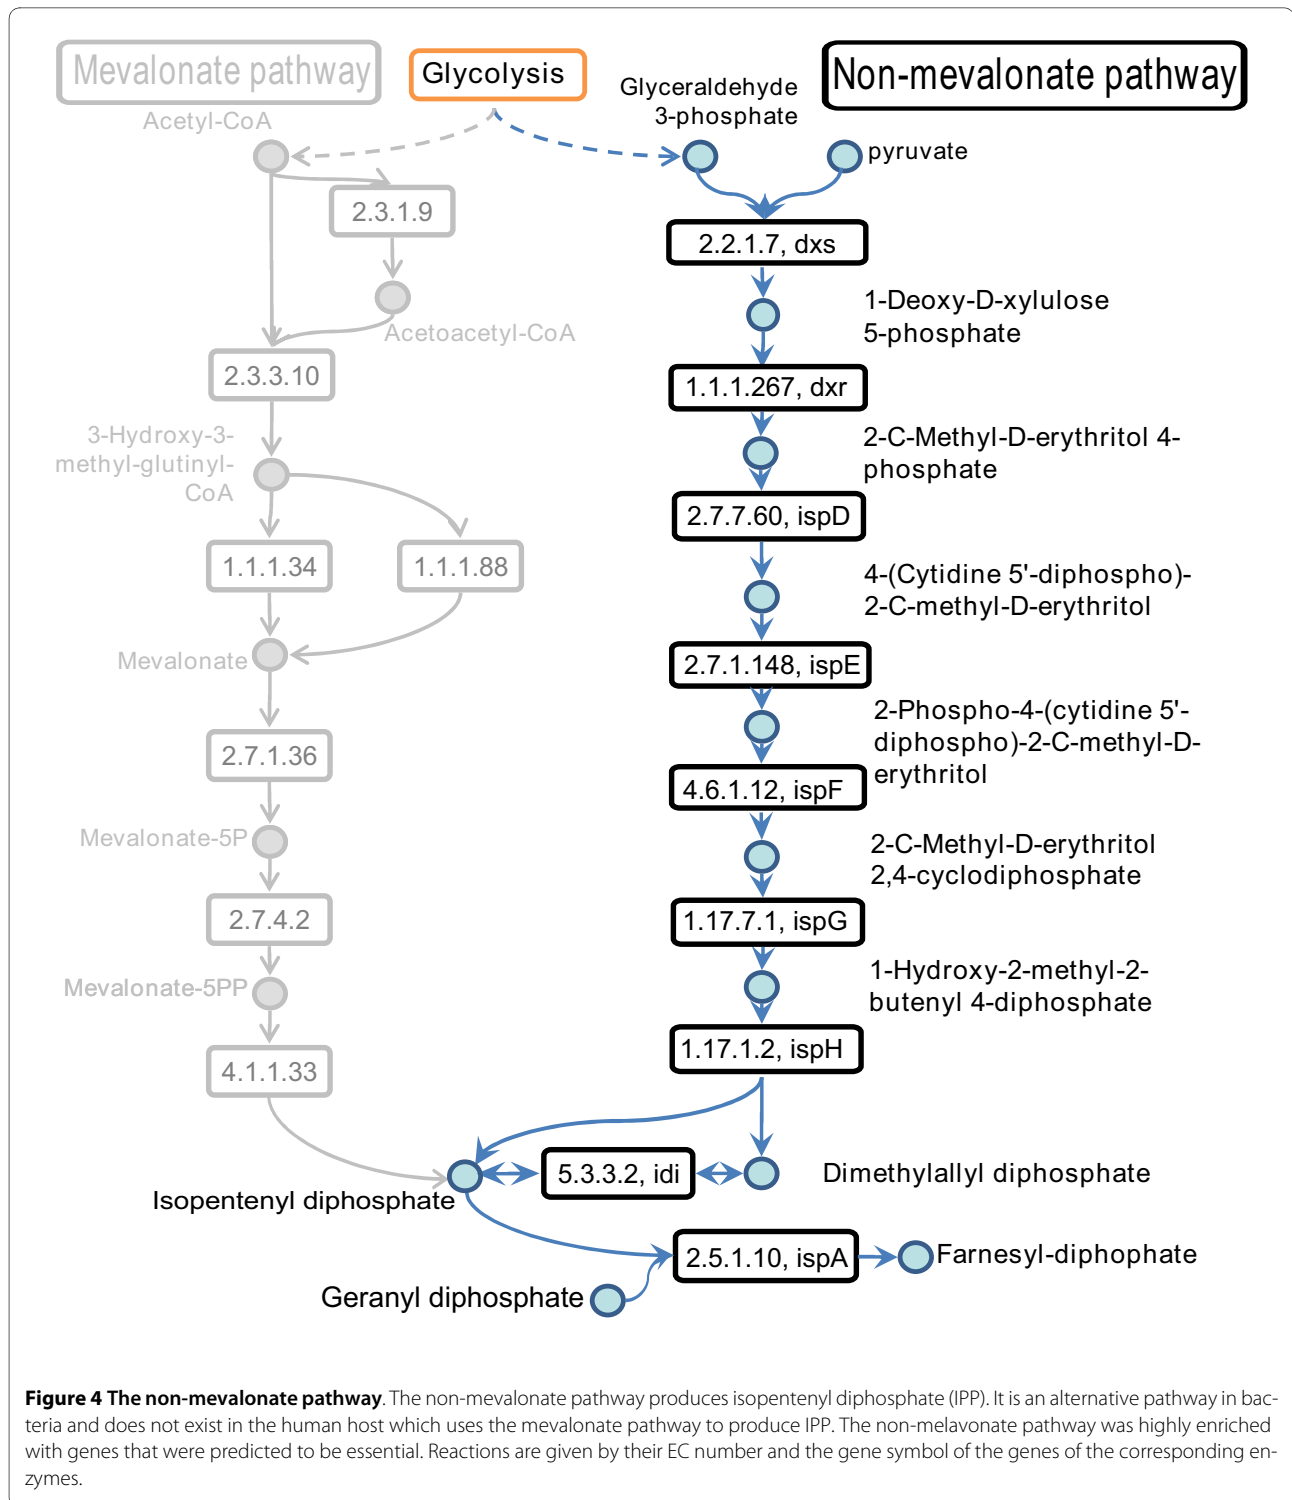 Mevalonate pathway
Glycolysis
Non-mevalonate pathway
Acetyl-CoA
Glyceraldehyde
3-phosphate
pyruvate
2.3.1.9
2.2.1.7, dxs
Acetoacetyl-CoA
1-Deoxy-D-xylulose
5-phosphate
2.3.3.10
1.1.1.267, dxr
3-Hydroxy-3-
methyl-glutinyl-
CoA
2-C-Methyl-D-erythritol 4-
phosphate
2.7.7.60, ispD
1.1.1.34
1.1.1.88
4-(Cytidine 5'-diphospho)-
2-C-methyl-D-erythritol
Mevalonate
2.7.1.148, ispE
2.7.1.36
2-Phospho-4-(cytidine 5'-
diphospho)-2-C-methyl-D-
erythritol
4.6.1.12, ispF
Mevalonate-5P
2-C-Methyl-D-erythritol
2,4-cyclodiphosphate
2.7.4.2
1.17.7.1, ispG
Mevalonate-5PP
1-Hydroxy-2-methyl-2-
butenyl 4-diphosphate
4.1.1.33
1.17.1.2, ispH
Isopentenyl diphosphate
5.3.3.2, idi
Dimethylallyl diphosphate
2.5.1.10, ispA
Farnesyl-diphophate
Geranyl diphosphate
Figure 4 The non-mevalonate pathway. The non-mevalonate pathway produces isopentenyl diphosphate (IPP). It is an alternative pathway in bac-
teria and does not exist in the human host which uses the mevalonate pathway to produce IPP. The non-melavonate pathway was highly enriched
with genes that were predicted to be essential. Reactions are given by their EC number and the gene symbol of the genes of the corresponding en-
zymes.